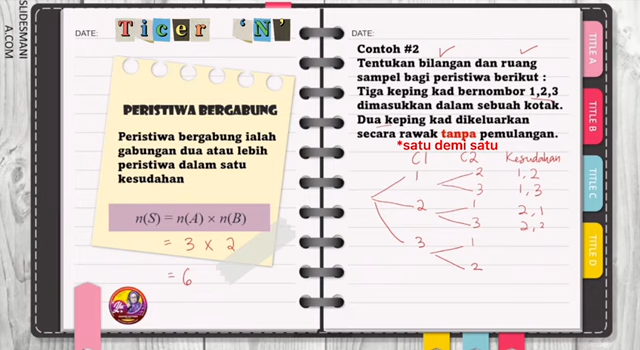 SLIDESMANI
A.COM
DATE:
Ticer 'N'
PERISTIWA BERGABUNG
Peristiwa bergabung ialah
gabungan dua atau lebih
peristiwa dalam satu
kesudahan
n(S) = n(A) × n(B)
= 3 × 2
= 6
DATE:
Contoh #2
Tentukan bilangan dan ruang
sampel bagi peristiwa berikut :
Tiga keping kad bernombor 1,2,3
dimasukkan dalam sebuah kotak.
Dua keping kad dikeluarkan
secara rawak tanpa pemulangan.
*satu demi satu
C1 C2 Kesudahan
1 2 1, 2
3 1, 3
2 1 2, 1
3 2,
3 1
2
TITLE A
TITLE B
TITLE C
TITLE D